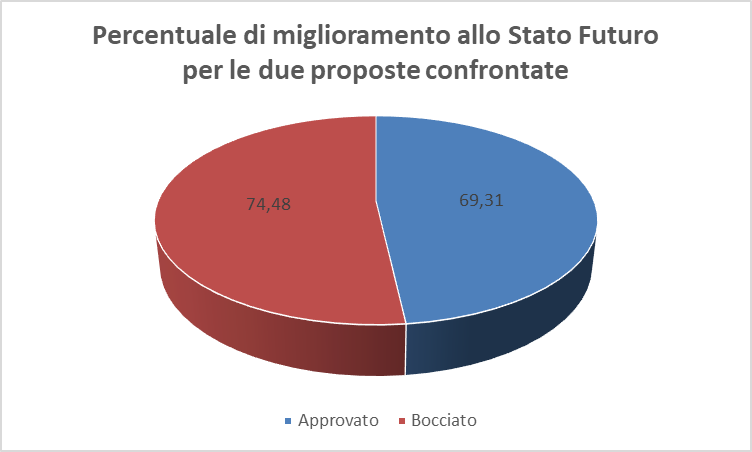 Percentuale di miglioramento allo Stato Futuro
per le due proposte confrontate
74,48
69,31
Approvato
Bocciato